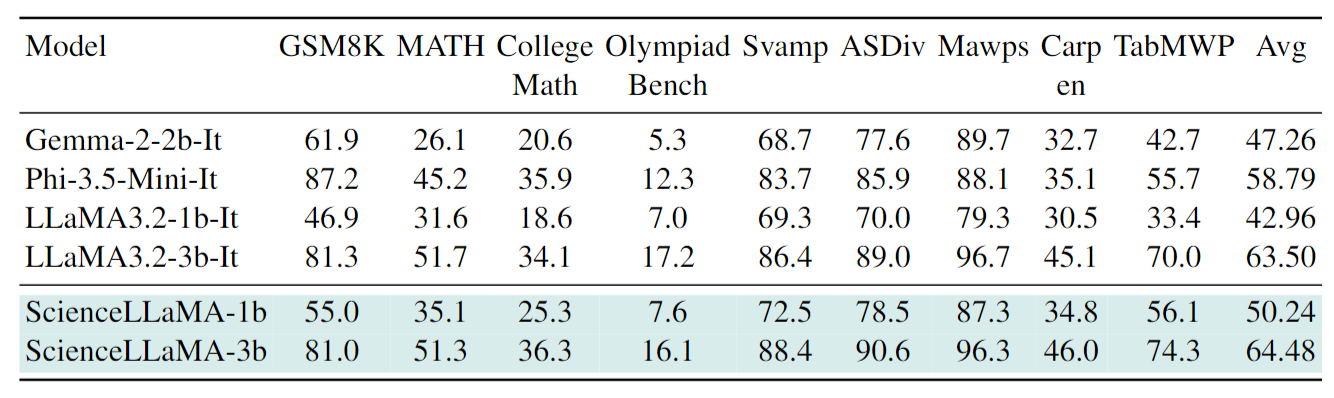 Model GSM8K MATH College Olympiad Svamp ASDiv Mawps Carp TabMWP Avg
Math Bench en
Gemma-2-2b-It 61.9 26.1 20.6 5.3 68.7 77.6 89.7 32.7 42.7 47.26
Phi-3.5-Mini-It 87.2 45.2 35.9 12.3 83.7 85.9 88.1 35.1 55.7 58.79
LLaMA3.2-1b-It 46.9 31.6 18.6 7.0 69.3 70.0 79.3 30.5 33.4 42.96
LLaMA3.2-3b-It 81.3 51.7 34.1 17.2 86.4 89.0 96.7 45.1 70.0 63.50
ScienceLLaMA-1b 55.0 35.1 25.3 7.6 72.5 78.5 87.3 34.8 56.1 50.24
ScienceLLaMA-3b 81.0 51.3 36.3 16.1 88.4 90.6 96.3 46.0 74.3 64.48